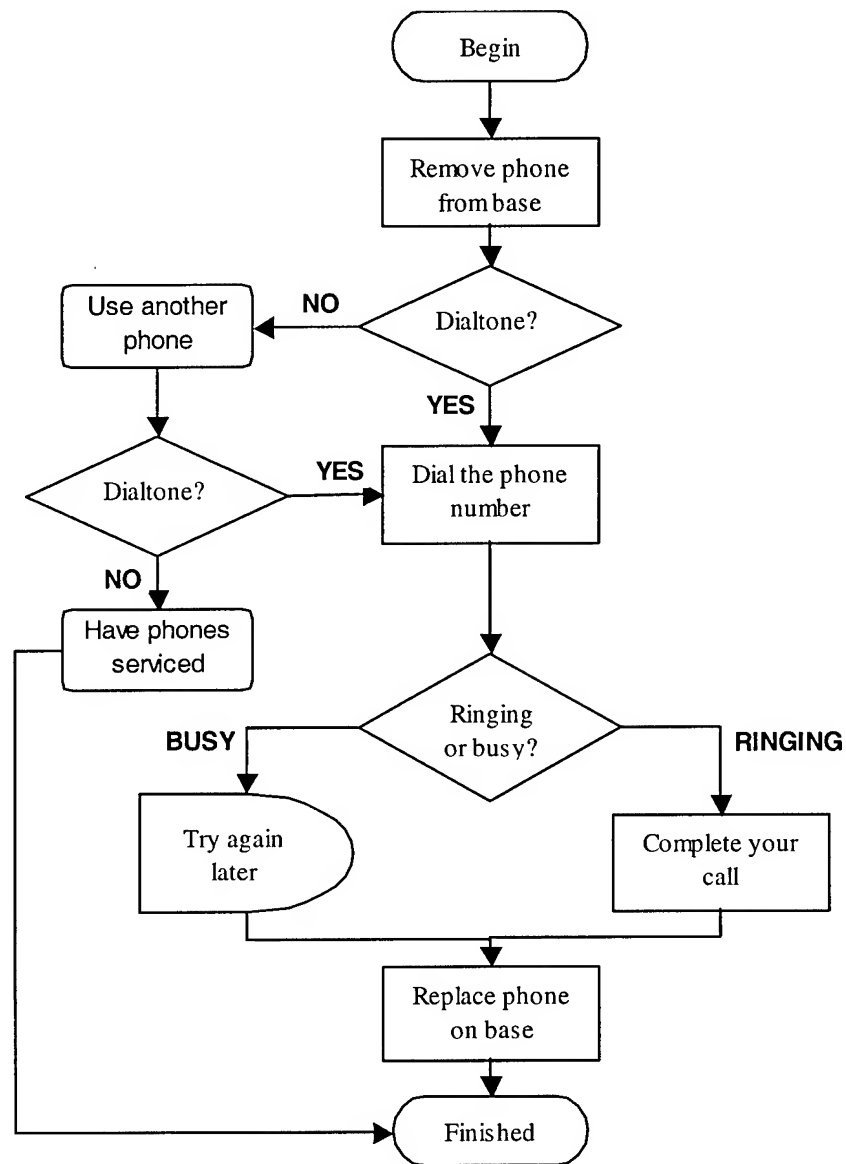 Begin
Remove phone
from base
Dialtone?
NO
Use another
phone
YES
Dialtone?
YES
Dial the phone
number
NO
Have phones
serviced
Ringing
or busy?
BUSY
RINGING
Try again
later
Complete your
call
Replace phone
on base
Finished